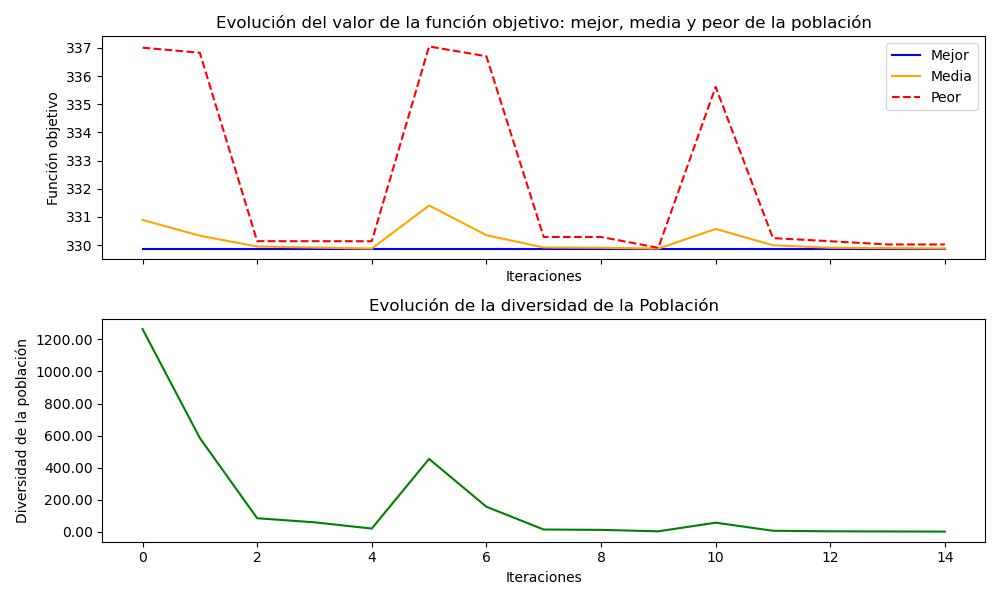 Evolución del valor de la función objetivo: mejor, media y peor de la población
337
336
335
334
333
332
331
330
Función objetivo
Mejor
Media
Peor
Iteraciones
Evolución de la diversidad de la Población
1200.00
1000.00
800.00
600.00
400.00
200.00
0.00
Diversidad de la población
0 2 4 6 8 10 12 14
Iteraciones